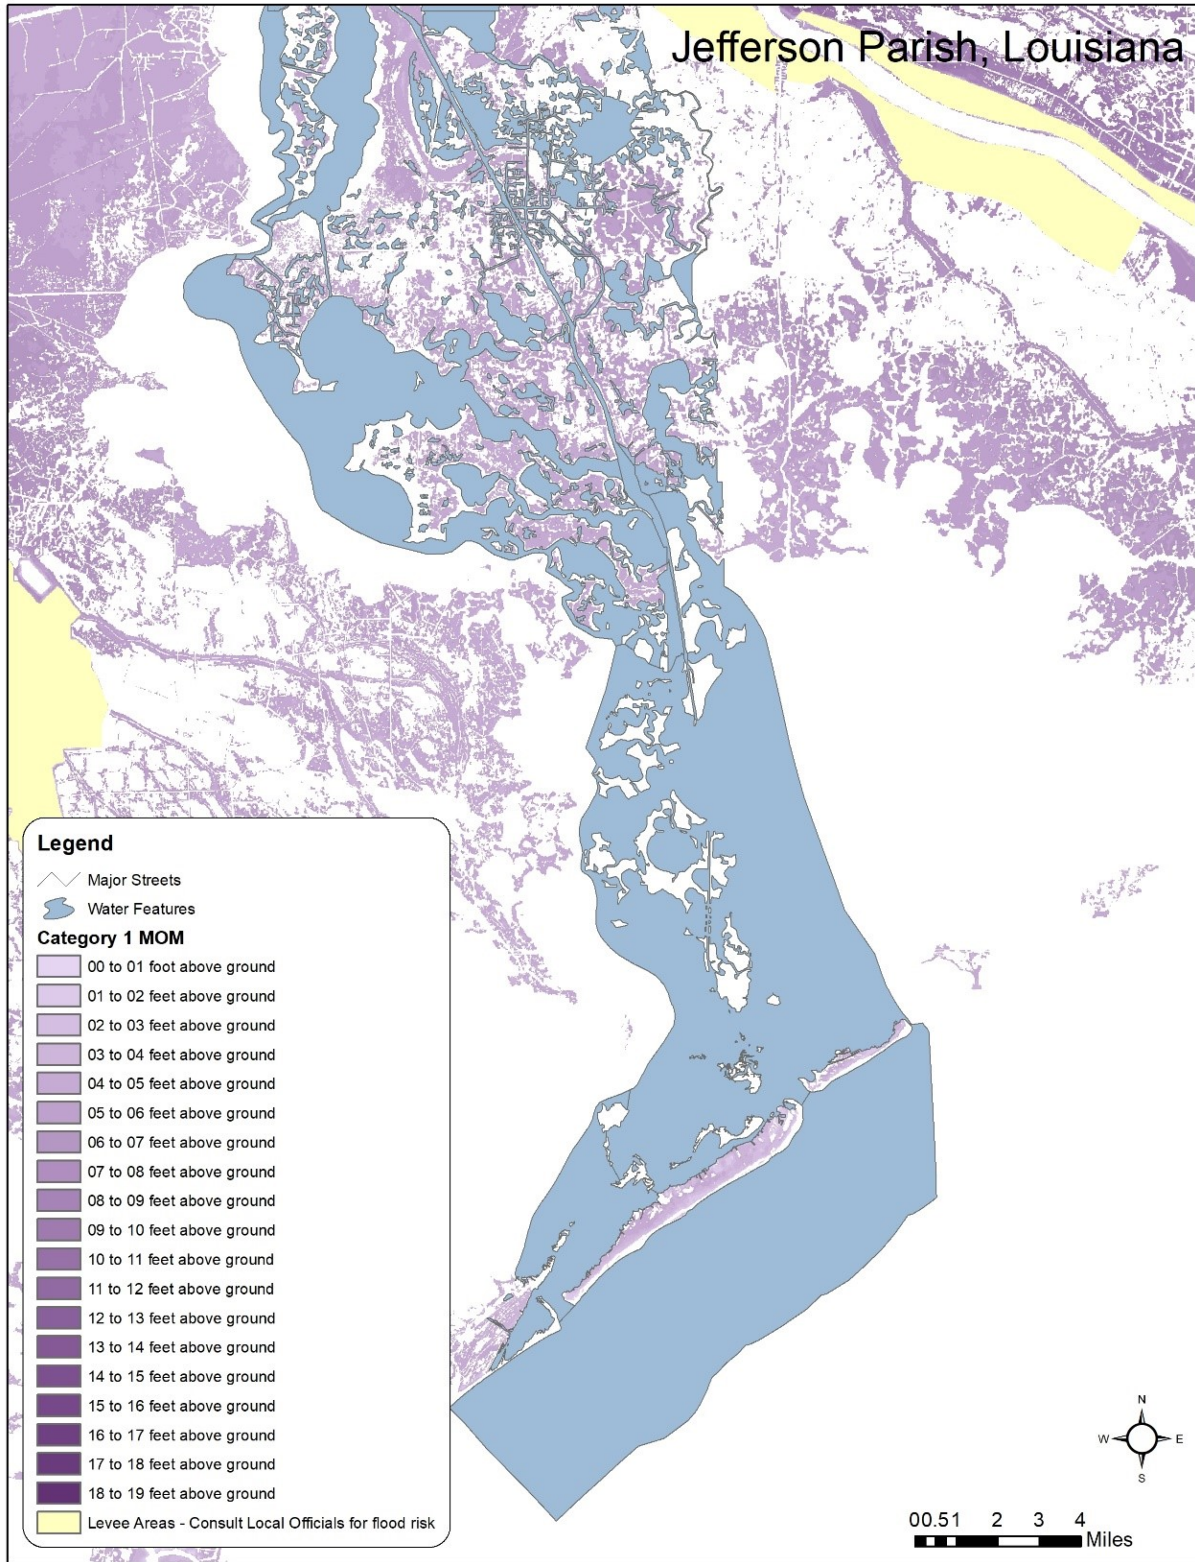 Jefferson Parish, Louisiana
Legend
Major Streets
Water Features
Category 1 MOM
00 to 01 foot above ground
01 to 02 feet above ground
02 to 03 feet above ground
03 to 04 feet above ground
04 to 05 feet above ground
05 to 06 feet above ground
06 to 07 feet above ground
07 to 08 feet above ground
08 to 09 feet above ground
09 to 10 feet above ground
10 to 11 feet above ground
11 to 12 feet above ground
12 to 13 feet above ground
13 to 14 feet above ground
14 to 15 feet above ground
15 to 16 feet above ground
16 to 17 feet above ground
17 to 18 feet above ground
18 to 19 feet above ground
Levee Areas - Consult Local Officials for flood risk
N
W E
S
00.51 2 3 4
Miles